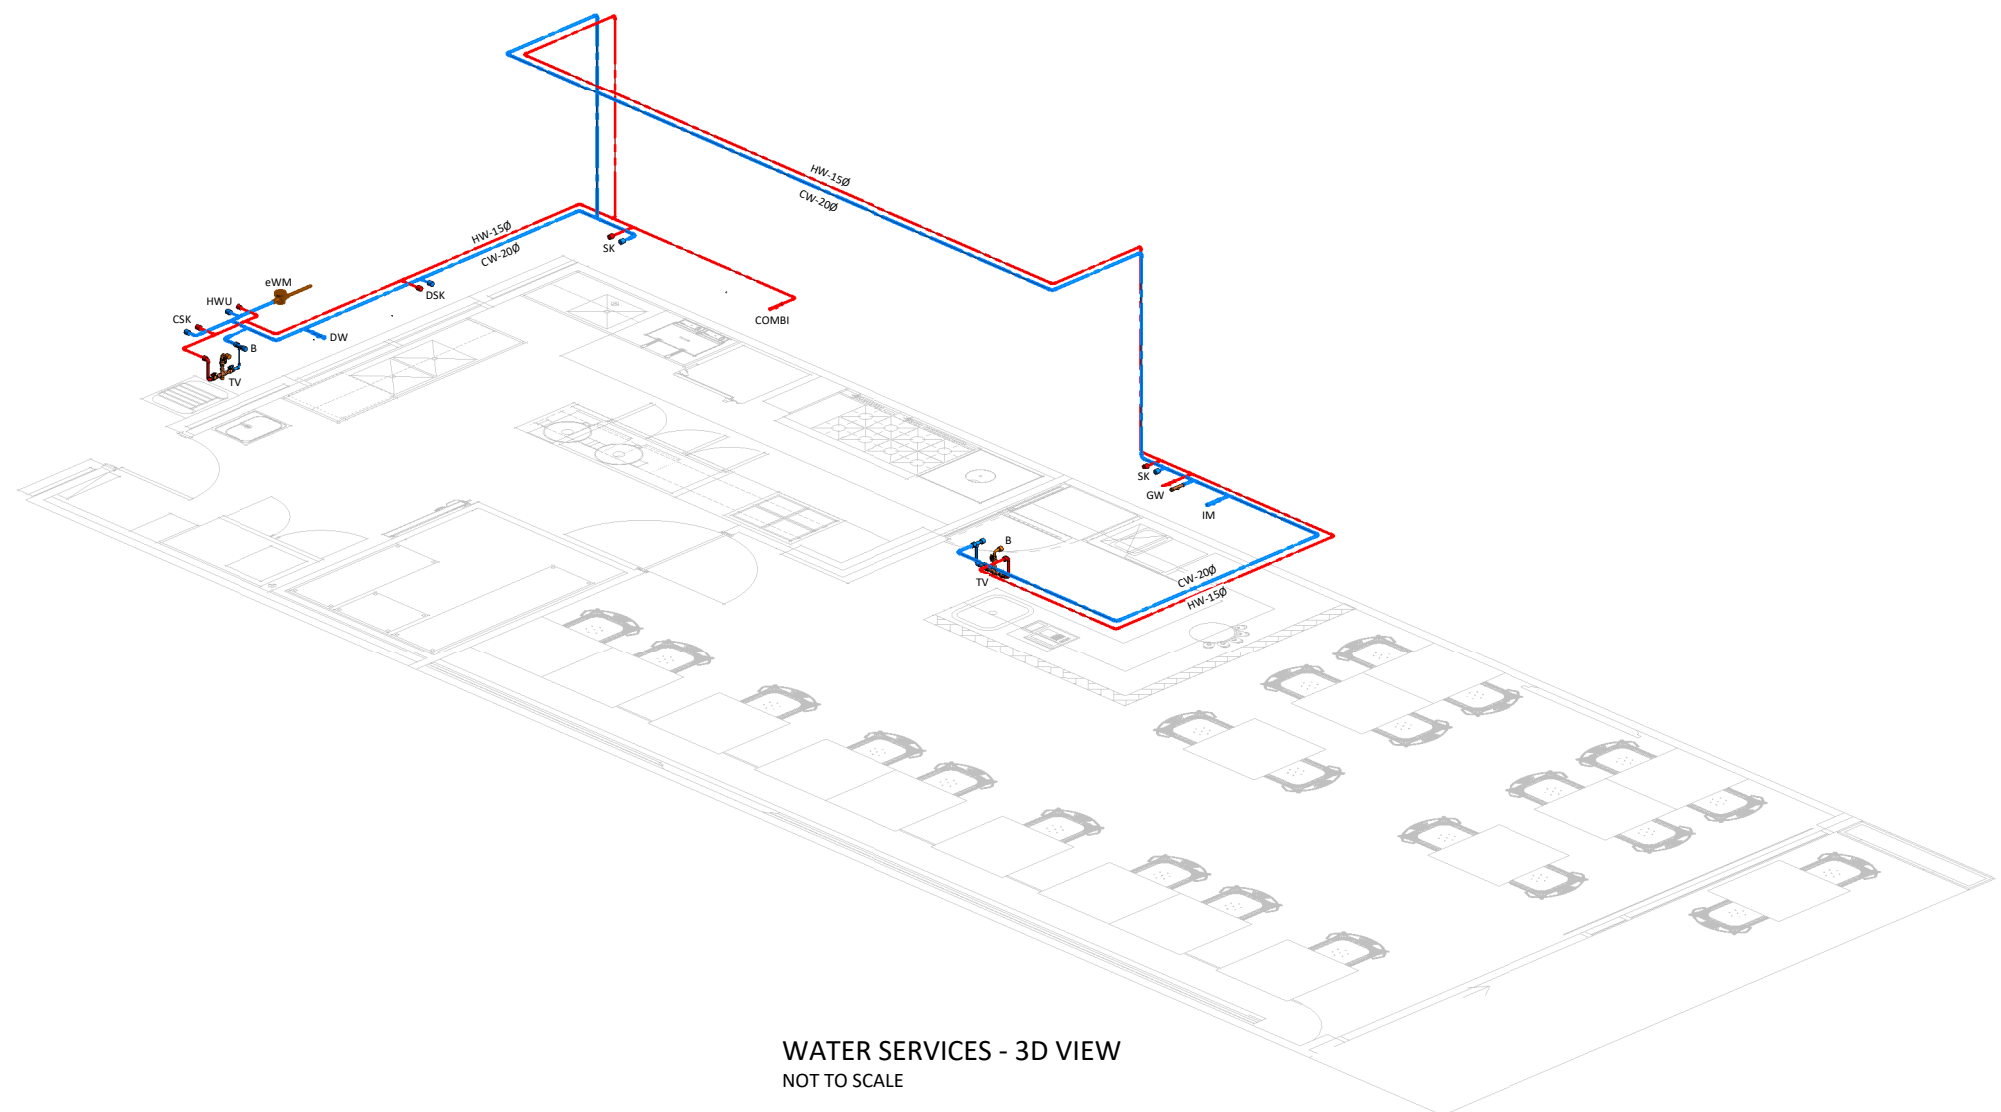 HW-15Ø
CW-20Ø
HW-15Ø
CW-20Ø
SK
eWM
HWU
DSK
CSK
COMBI
DW
B
TV
SK
GW
IM
B
TV
CW-20Ø
HW-15Ø
WATER SERVICES - 3D VIEW
NOT TO SCALE